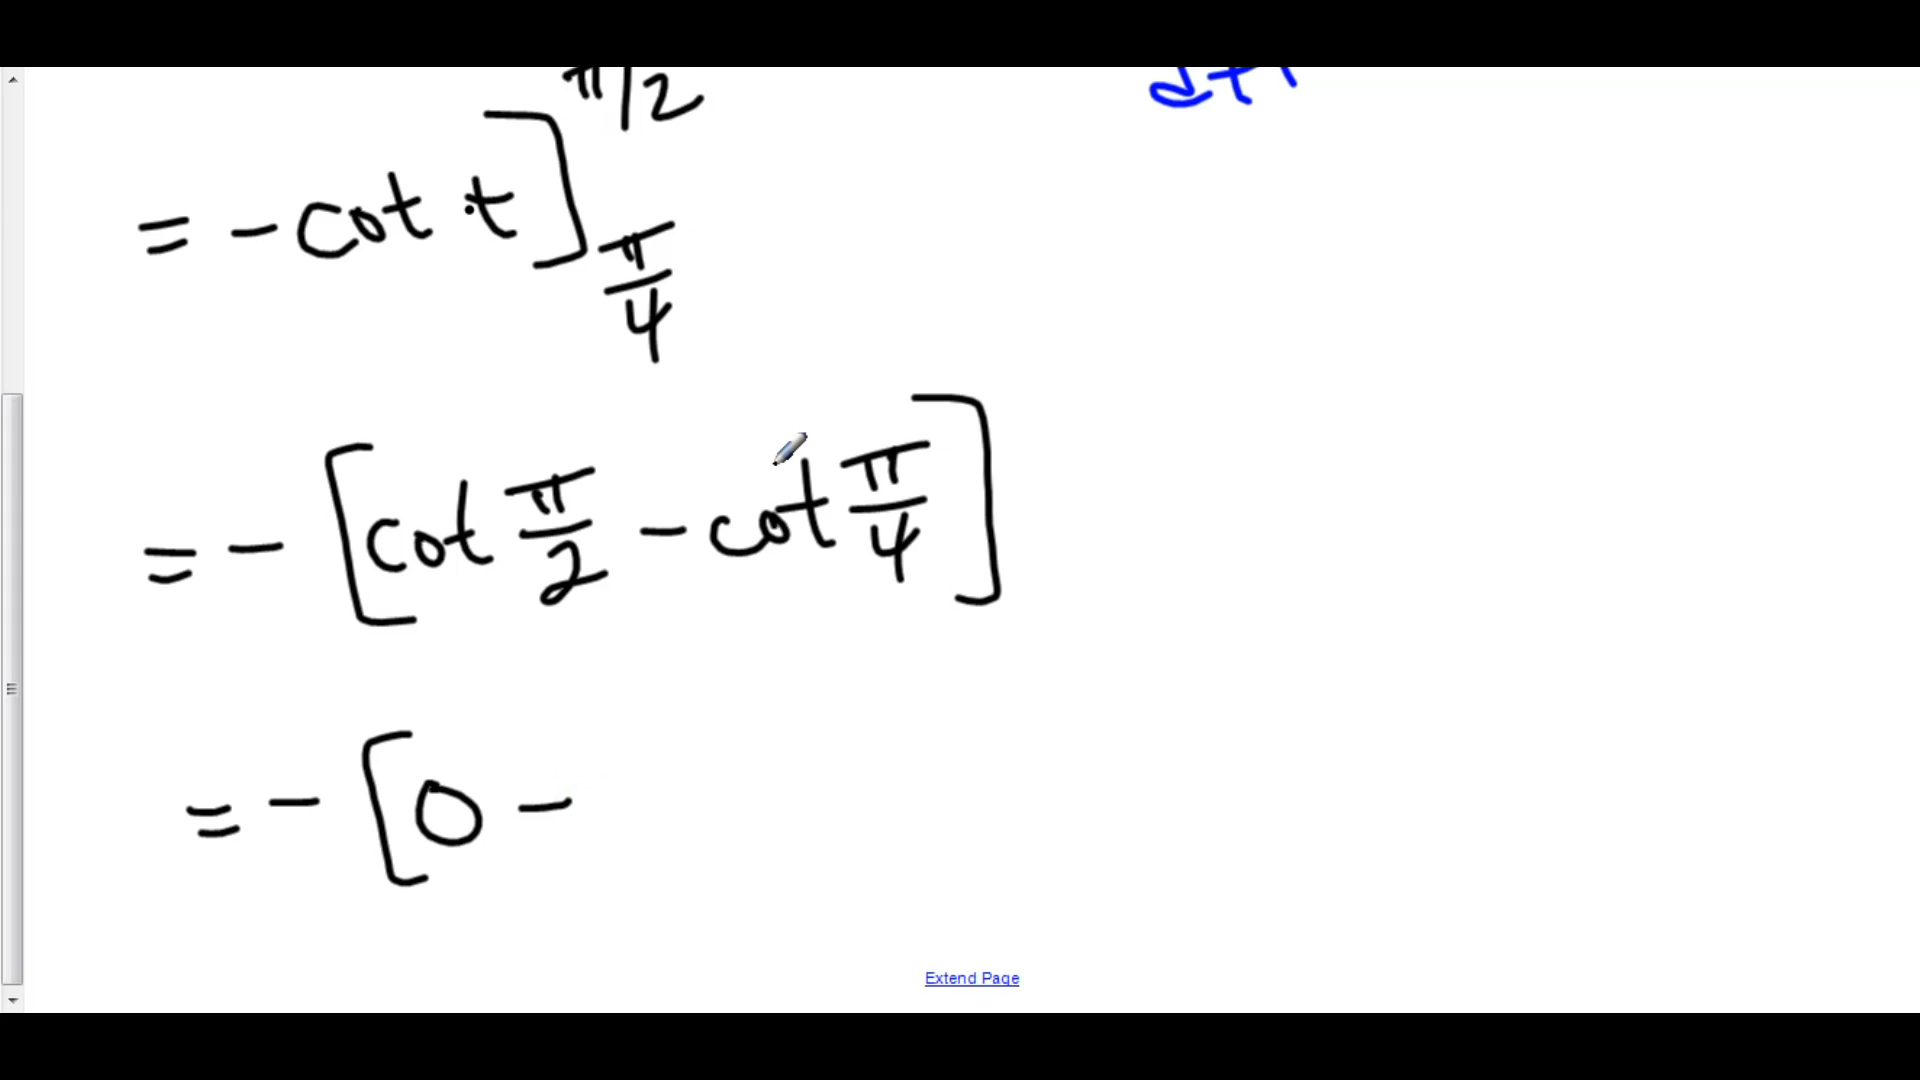 π/2
= - cot t ]
π/4
= - [ cot π/2 - cot π/4 ]
= - [ 0 -
Extend Page